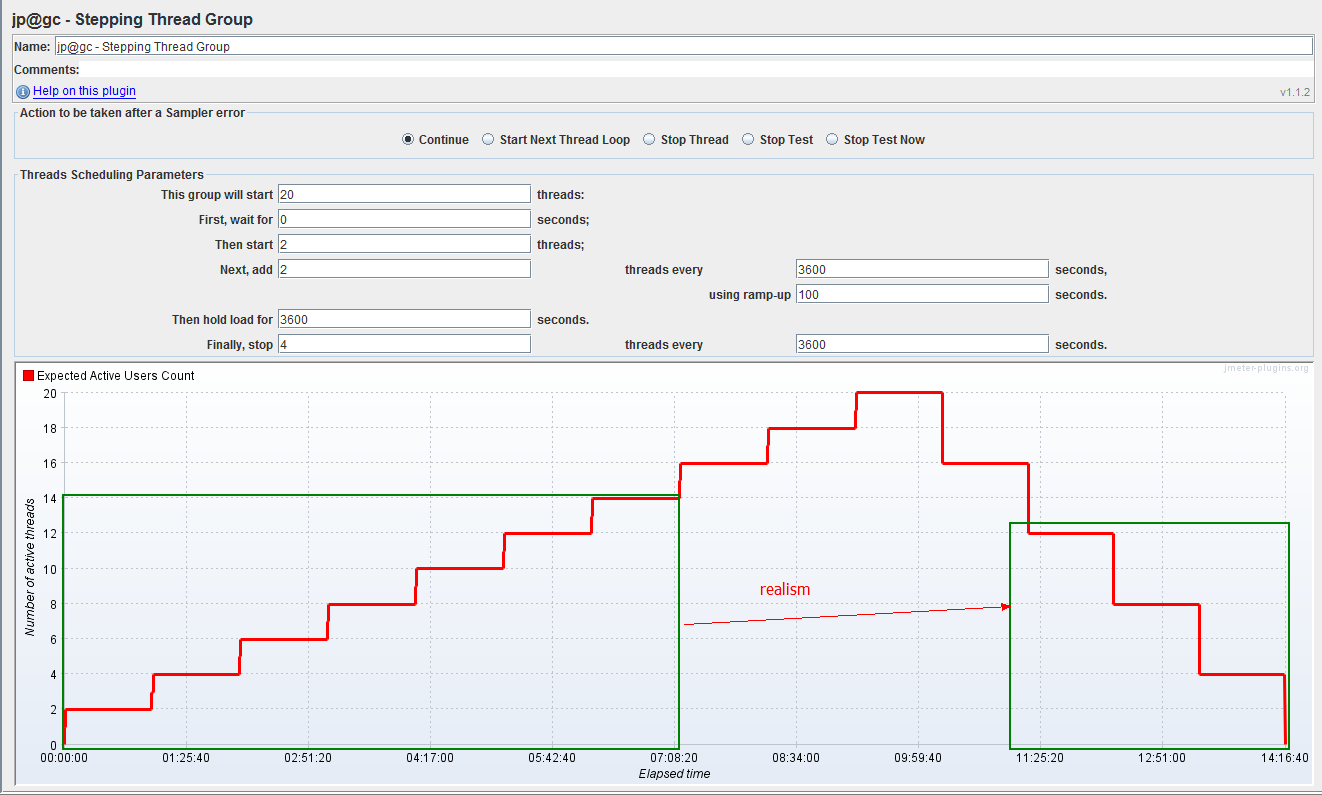 jp@gc - Stepping Thread Group
Name: jp@gc - Stepping Thread Group
Comments:
Help on this plugin
v1.1.2
Action to be taken after a Sampler error
Continue Start Next Thread Loop Stop Thread Stop Test Stop Test Now
Threads Scheduling Parameters
This group will start 20 threads:
First, wait for 0 seconds;
Then start 2 threads;
Next, add 2 threads every 3600 seconds,
using ramp-up 100 seconds.
Then hold load for 3600 seconds.
Finally, stop 4 threads every 3600 seconds.
Expected Active Users Count
jmeter-plugins.org
20
18
16
14
12
10
8
6
4
2
0
Number of active threads
realism
00:00:00 01:25:40 02:51:20 04:17:00 05:42:40 07:08:20 08:34:00 09:59:40 11:25:20 12:51:00 14:16:40
Elapsed time